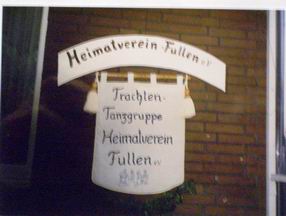 Heimatverein-Fullen e.V
Trachten-
Tanzgruppe
Heimatverein
Fullen e.V